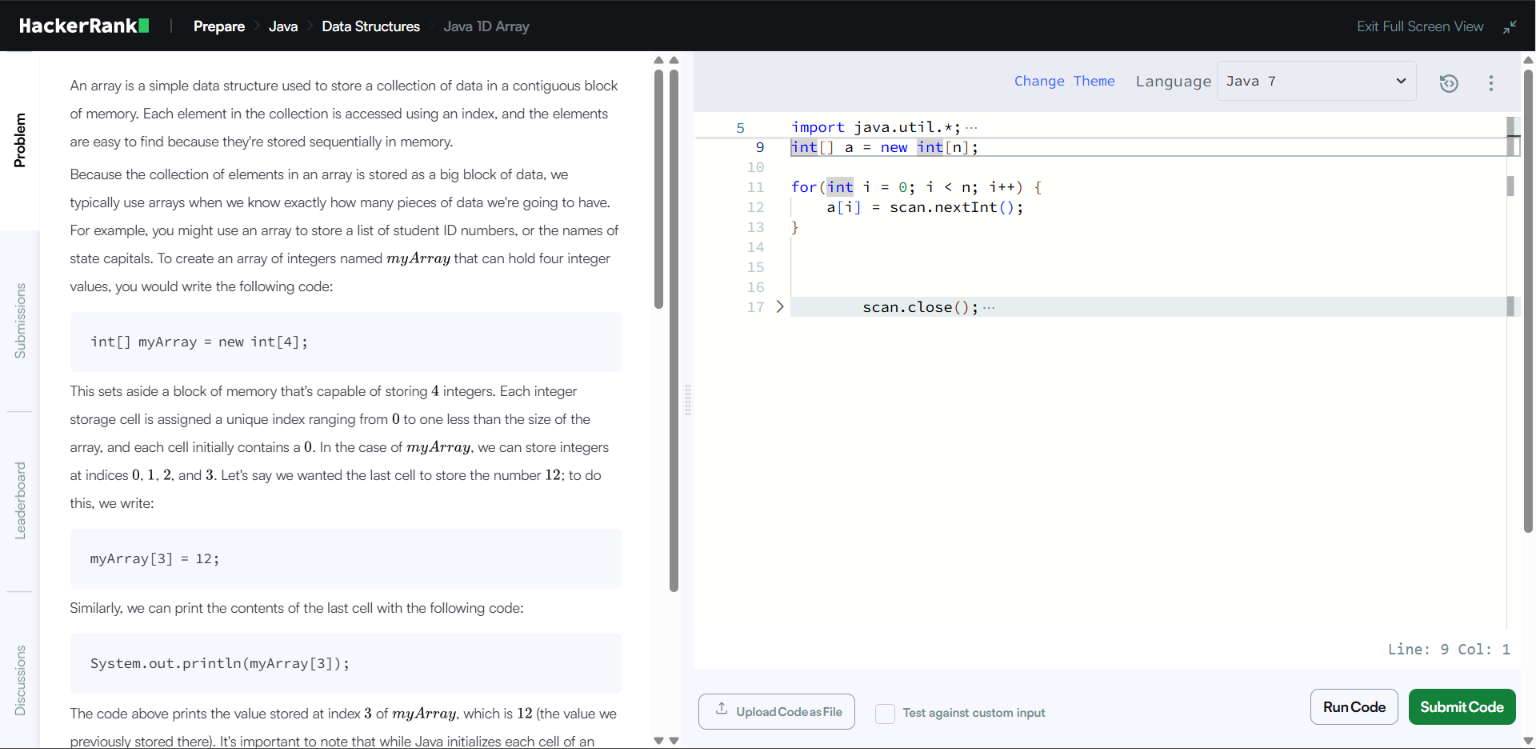 HackerRank | Prepare > Java > Data Structures > Java 1D Array
Exit Full Screen View
Problem
Submissions
Leaderboard
Discussions
An array is a simple data structure used to store a collection of data in a contiguous block
of memory. Each element in the collection is accessed using an index, and the elements
are easy to find because they're stored sequentially in memory.
Because the collection of elements in an array is stored as a big block of data, we
typically use arrays when we know exactly how many pieces of data we're going to have.
For example, you might use an array to store a list of student ID numbers, or the names of
state capitals. To create an array of integers named myArray that can hold four integer
values, you would write the following code:
int[] myArray = new int[4];
This sets aside a block of memory that's capable of storing 4 integers. Each integer
storage cell is assigned a unique index ranging from 0 to one less than the size of the
array, and each cell initially contains a 0. In the case of myArray, we can store integers
at indices 0, 1, 2, and 3. Let's say we wanted the last cell to store the number 12; to do
this, we write:
myArray[3] = 12;
Similarly, we can print the contents of the last cell with the following code:
System.out.println(myArray[3]);
The code above prints the value stored at index 3 of myArray, which is 12 (the value we
previously stored there). It's important to note that while Java initializes each cell of an
Change Theme Language Java 7
5 import java.util.*; ···
9 int[] a = new int[n];
10
11 for(int i = 0; i < n; i++) {
12     a[i] = scan.nextInt();
13 }
14
15
16
17         scan.close(); ···
Line: 9 Col: 1
Upload Code as File
Test against custom input
Run Code
Submit Code